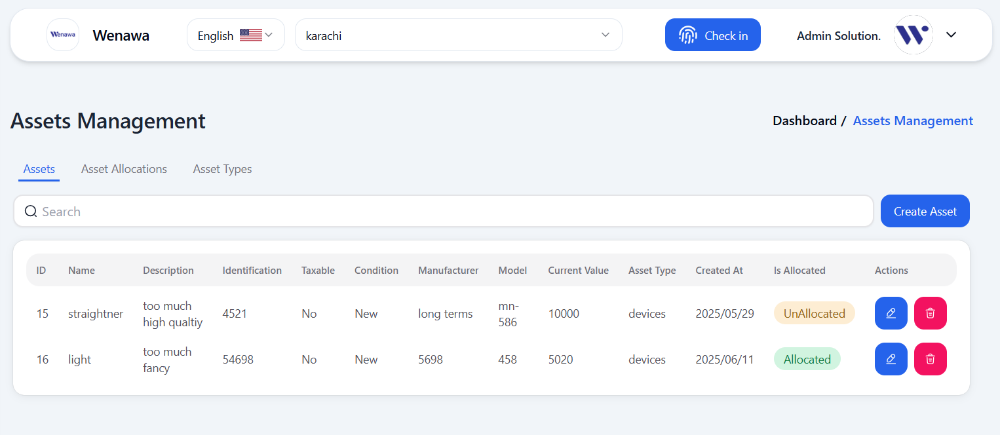 Wenawa Wenawa English karachi Check in Admin Solution.
Assets Management Dashboard / Assets Management
Assets Asset Allocations Asset Types
Search Create Asset
ID Name Description Identification Taxable Condition Manufacturer Model Current Value Asset Type Created At Is Allocated Actions
15 straightner too much high qualtiy 4521 No New long terms mn-586 10000 devices 2025/05/29 UnAllocated
16 light too much fancy 54698 No New 5698 458 5020 devices 2025/06/11 Allocated